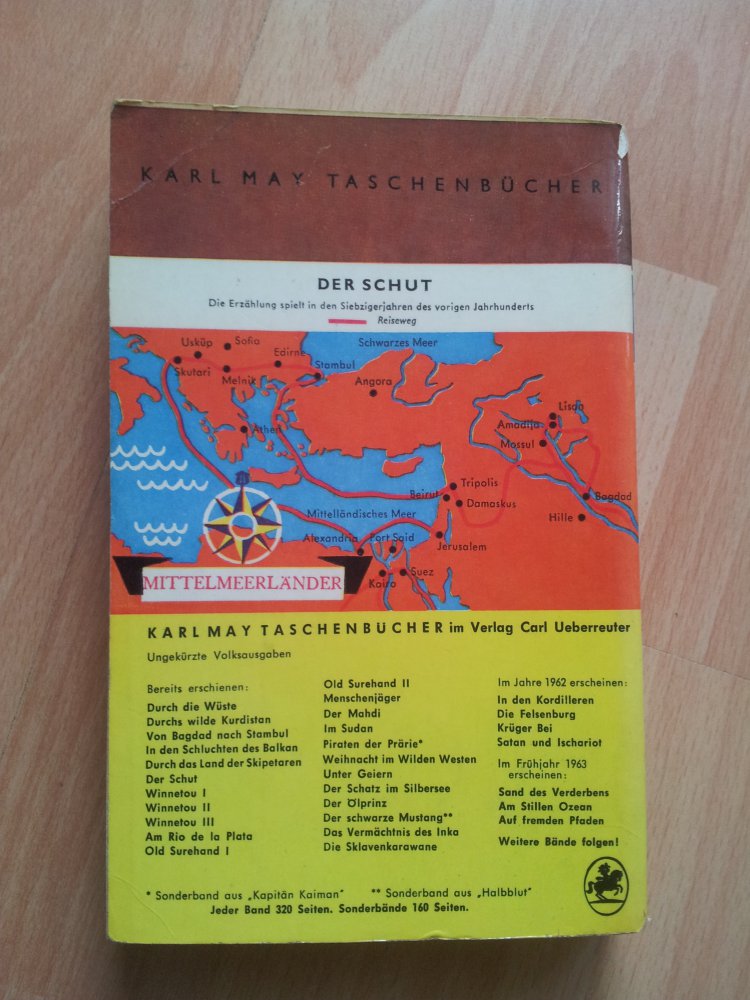 KARL MAY TASCHENBÜCHER
DER SCHUT
Die Erzählung spielt in den Siebzigerjahren des vorigen Jahrhunderts
Reiseweg
Usküp
Sofia
Edirne
Schwarzes Meer
Skutari
Melnik
Stambul
Angora
Athen
Lisan
Amadija
Mossul
Tripolis
Beirut
Damaskus
Bagdad
Hille
Mittelländisches Meer
Alexandria
Port Said
Jerusalem
Kairo
Suez
MITTELMEERLÄNDER
KARL MAY TASCHENBÜCHER im Verlag Carl Ueberreuter
Ungekürzte Volksausgaben
Bereits erschienen:
Durch die Wüste
Durchs wilde Kurdistan
Von Bagdad nach Stambul
In den Schluchten des Balkan
Durch das Land der Skipetaren
Der Schut
Winnetou I
Winnetou II
Winnetou III
Am Rio de la Plata
Old Surehand I
Old Surehand II
Menschenjäger
Der Mahdi
Im Sudan
Piraten der Prärie*
Weihnacht im Wilden Westen
Unter Geiern
Der Schatz im Silbersee
Der Ölprinz
Der schwarze Mustang**
Das Vermächtnis des Inka
Die Sklavenkarawane
Im Jahre 1962 erscheinen:
In den Kordilleren
Die Felsenburg
Krüger Bei
Satan und Ischariot
Im Frühjahr 1963
erscheinen:
Sand des Verderbens
Am Stillen Ozean
Auf fremden Pfaden
Weitere Bände folgen!
* Sonderband aus „Kapitän Kaiman" ** Sonderband aus „Halbblut"
Jeder Band 320 Seiten. Sonderbände 160 Seiten.